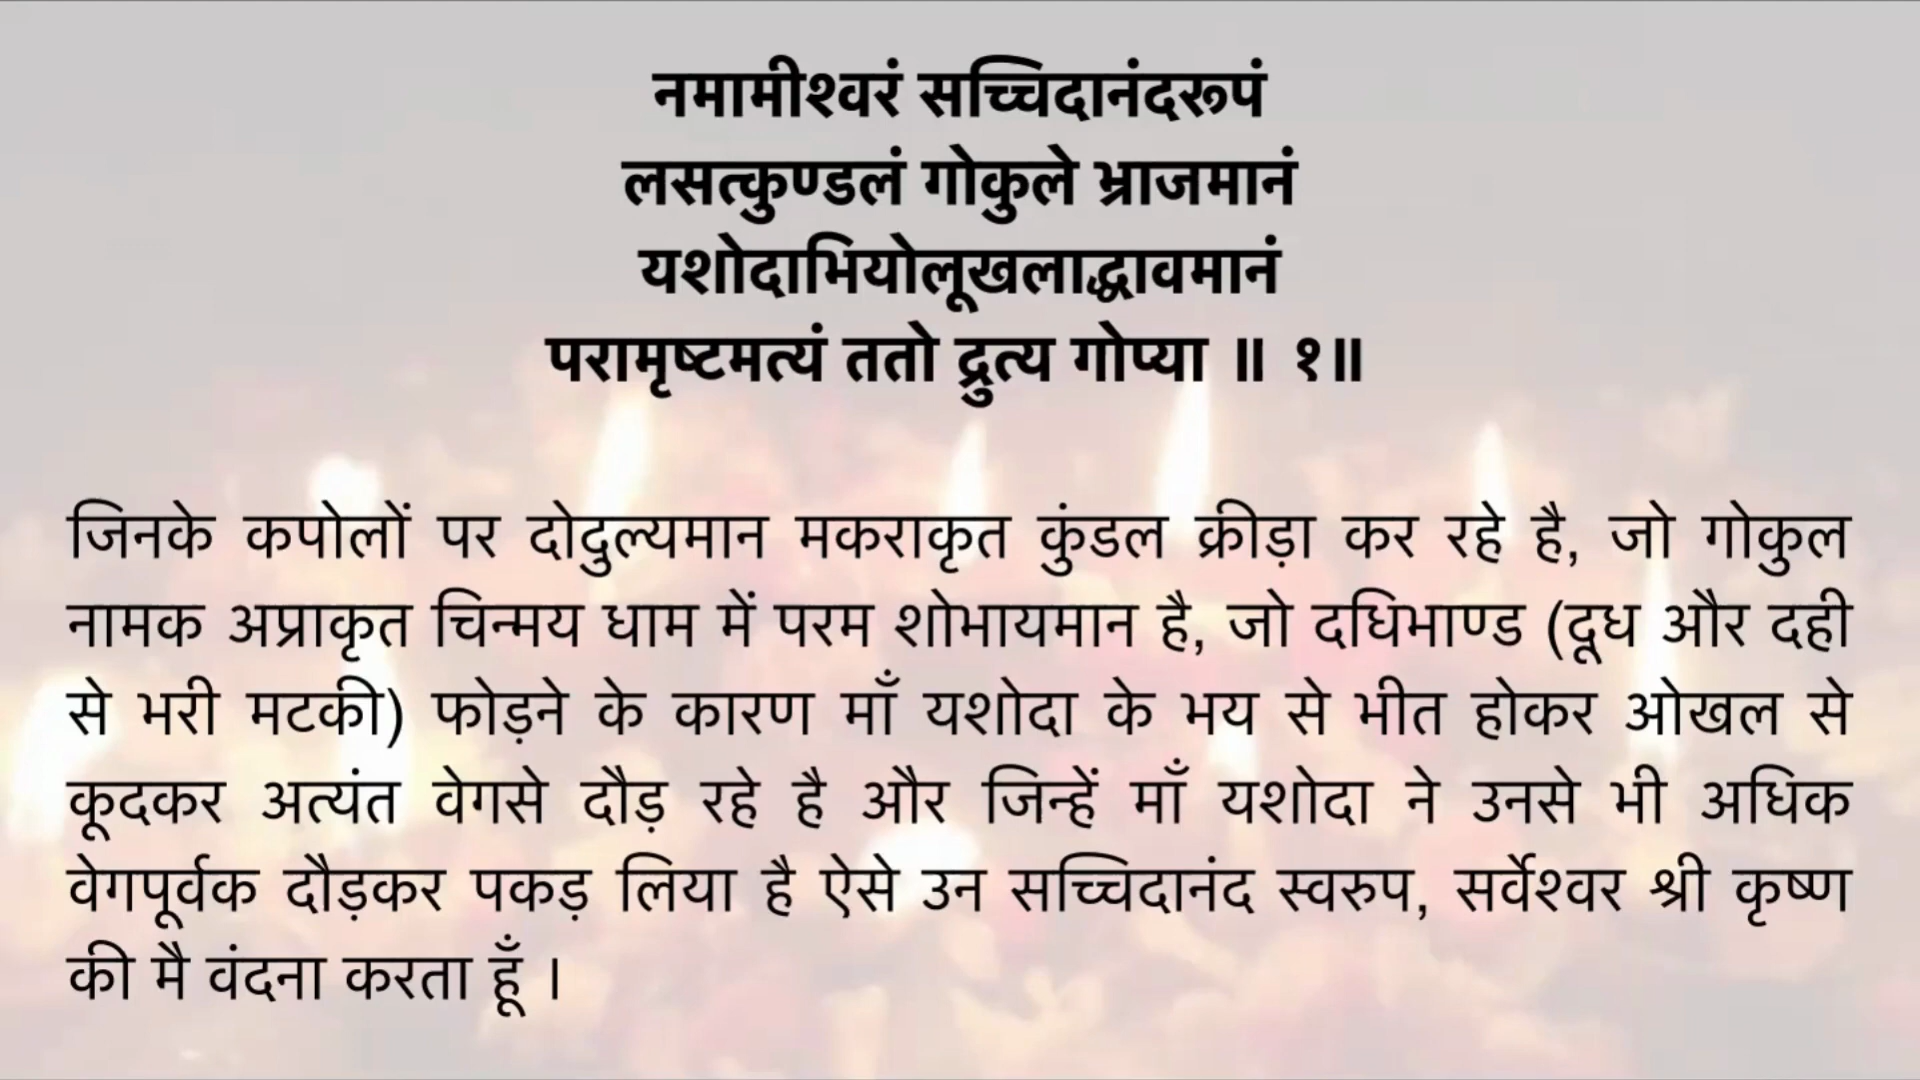 नमामीश्वरं सच्चिदानंदरूपं
लसत्कुण्डलं गोकुले भ्राजमानं
यशोदाभियोलूखलाद्धावमानं
परामृष्टमत्यं ततो द्रुत्य गोप्या ॥ १॥
जिनके कपोलों पर दोदुल्यमान मकराकृत कुंडल क्रीड़ा कर रहे है, जो गोकुल
नामक अप्राकृत चिन्मय धाम में परम शोभायमान है, जो दधिभाण्ड (दूध और दही
से भरी मटकी) फोड़ने के कारण माँ यशोदा के भय से भीत होकर ओखल से
कूदकर अत्यंत वेगसे दौड़ रहे है और जिन्हें माँ यशोदा ने उनसे भी अधिक
वेगपूर्वक दौड़कर पकड़ लिया है ऐसे उन सच्चिदानंद स्वरुप, सर्वेश्वर श्री कृष्ण
की मै वंदना करता हूँ ।